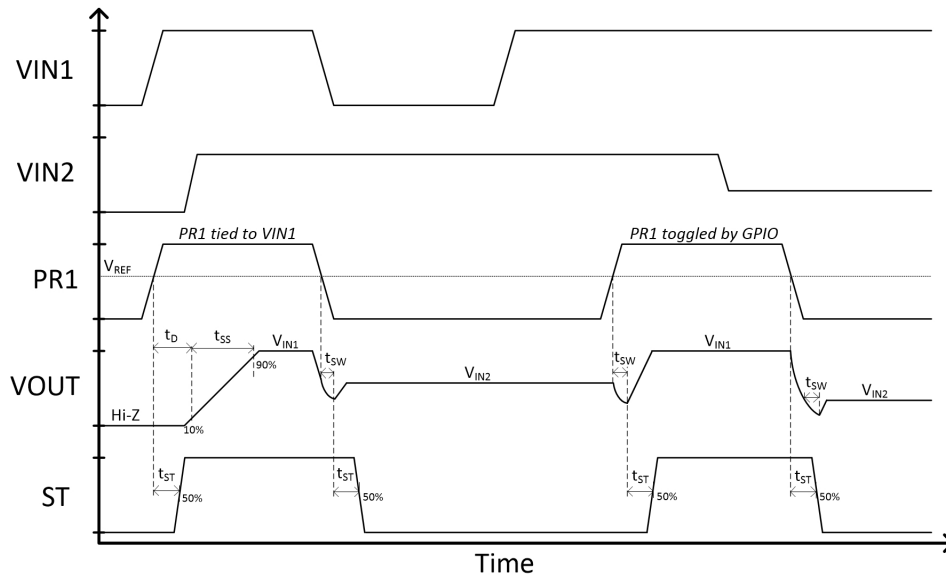 VIN1
VIN2
PR1 tied to VIN1
PR1 toggled by GPIO
VREF
PR1
tD
tSS
VIN1
90%
tSW
VIN2
tSW
VIN1
tSW
VIN2
VOUT
Hi-Z
10%
tST
50%
tST
50%
tST
50%
tST
50%
ST
Time